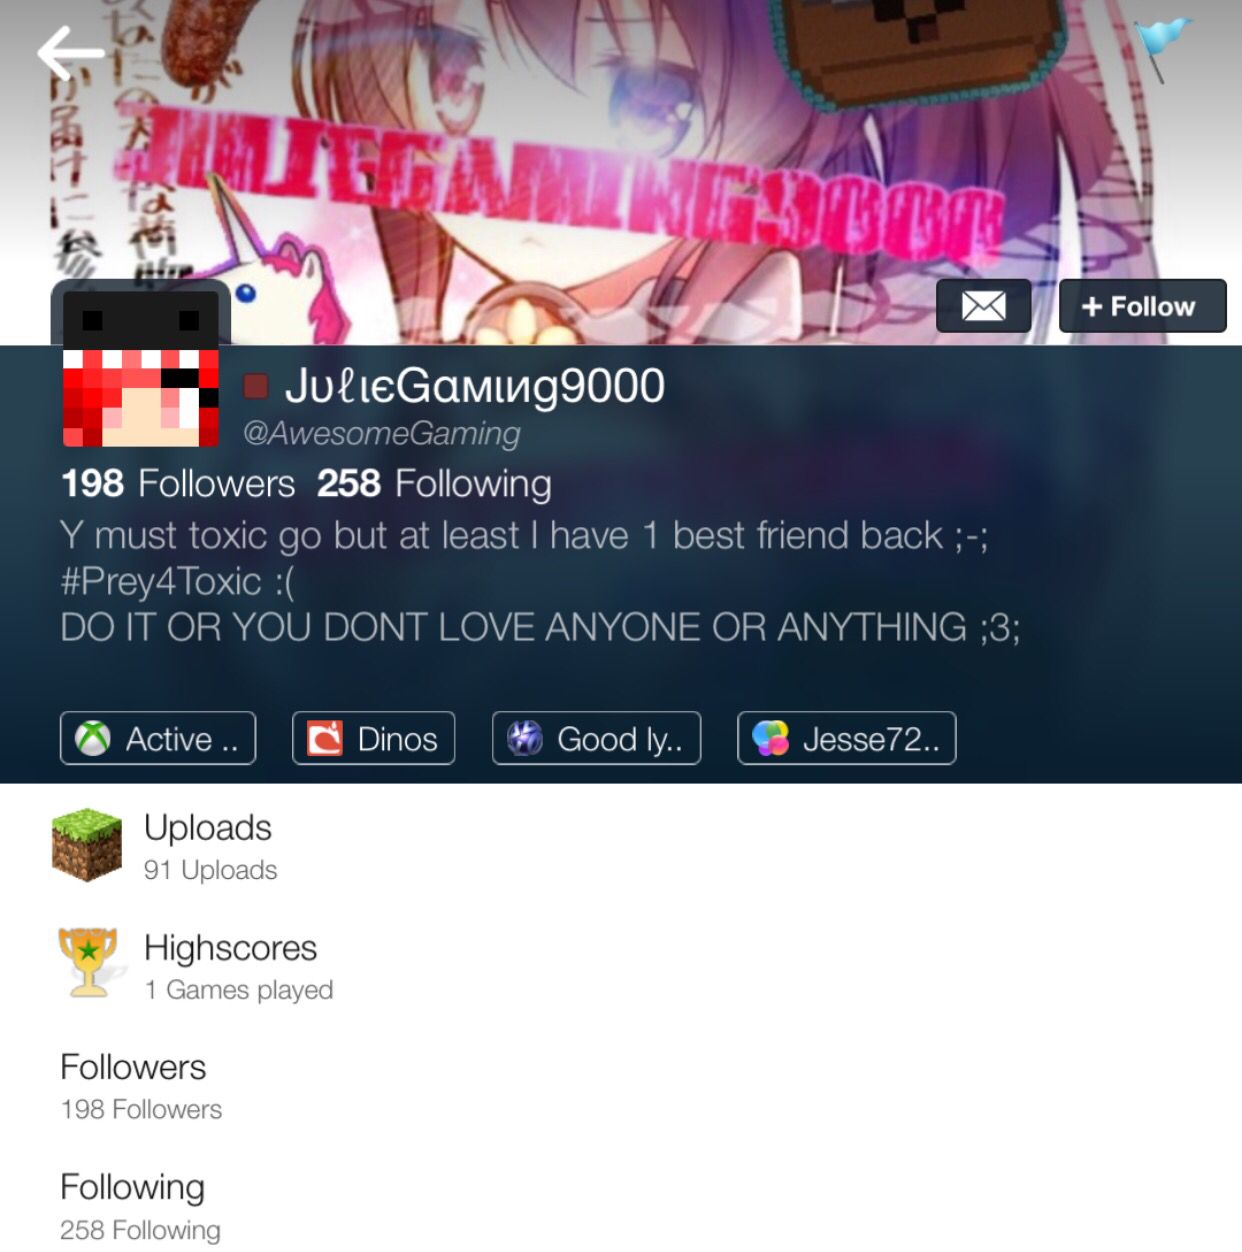 JULIEGAMING9000
+ Follow
JυℓιєGαмιиg9000
@AwesomeGaming
198 Followers 258 Following
Y must toxic go but at least I have 1 best friend back ;-;
#Prey4Toxic :(
DO IT OR YOU DONT LOVE ANYONE OR ANYTHING ;3;
Active ..
Dinos
Good ly..
Jesse72..
Uploads
91 Uploads
Highscores
1 Games played
Followers
198 Followers
Following
258 Following